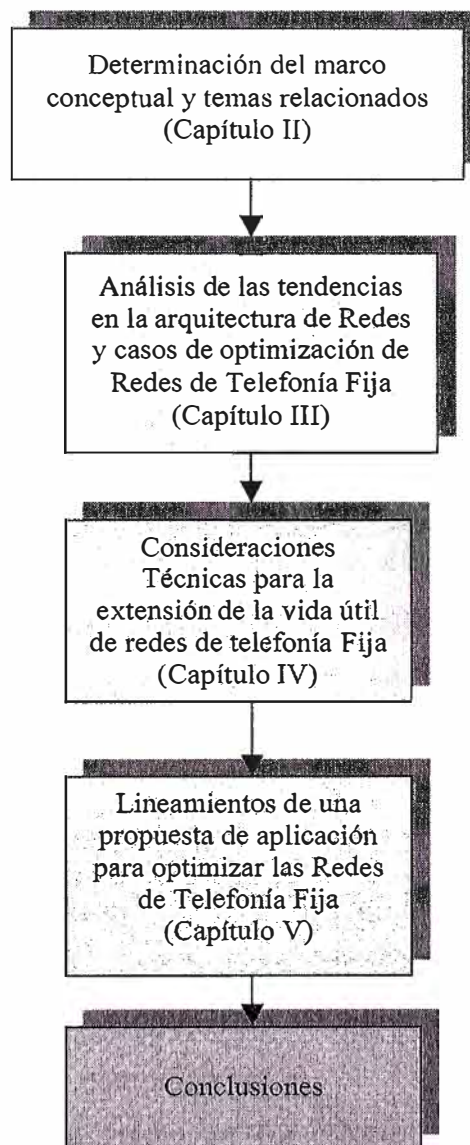 Determinación del marco
conceptual y temas relacionados
(Capítulo II)
Análisis de las tendencias
en la arquitectura de Redes
y casos de optimización de
Redes de Telefonía Fija
(Capítulo III)
Consideraciones
Técnicas para la
extensión de la vida útil
de redes de telefonía Fija
(Capítulo IV)
Lineamientos de una
propuesta de aplicación
para optimizar las Redes
de Telefonía Fija
(Capítulo V)
Conclusiones